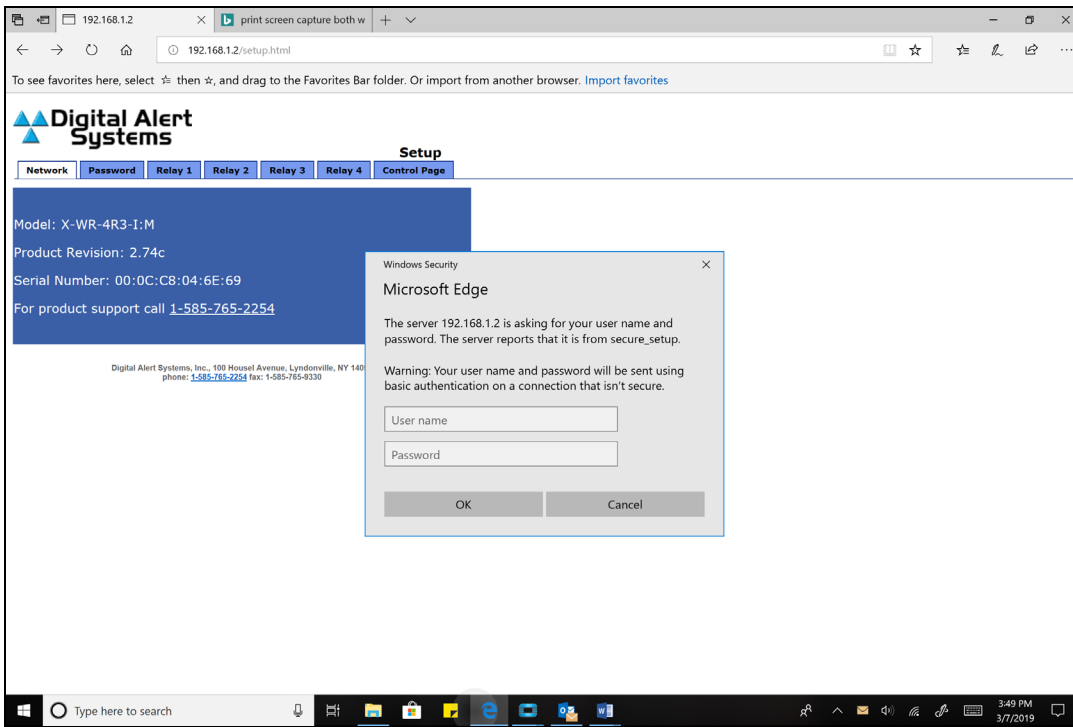 192.168.1.2
print screen capture both w
192.168.1.2/setup.html
To see favorites here, select then, and drag to the Favorites Bar folder. Or import from another browser. Import favorites
Digital Alert
Systems
Setup
Network Password Relay 1 Relay 2 Relay 3 Relay 4 Control Page
Model: X-WR-4R3-I:M
Product Revision: 2.74c
Serial Number: 00:0C:C8:04:6E:69
For product support call 1-585-765-2254
Digital Alert Systems, Inc., 100 Housel Avenue, Lyndonville, NY 140
phone: 1-585-765-2254 fax: 1-585-765-9330
Windows Security
Microsoft Edge
The server 192.168.1.2 is asking for your user name and
password. The server reports that it is from secure_setup.
Warning: Your user name and password will be sent using
basic authentication on a connection that isn't secure.
User name
Password
OK Cancel
Type here to search
3:49 PM
3/7/2019